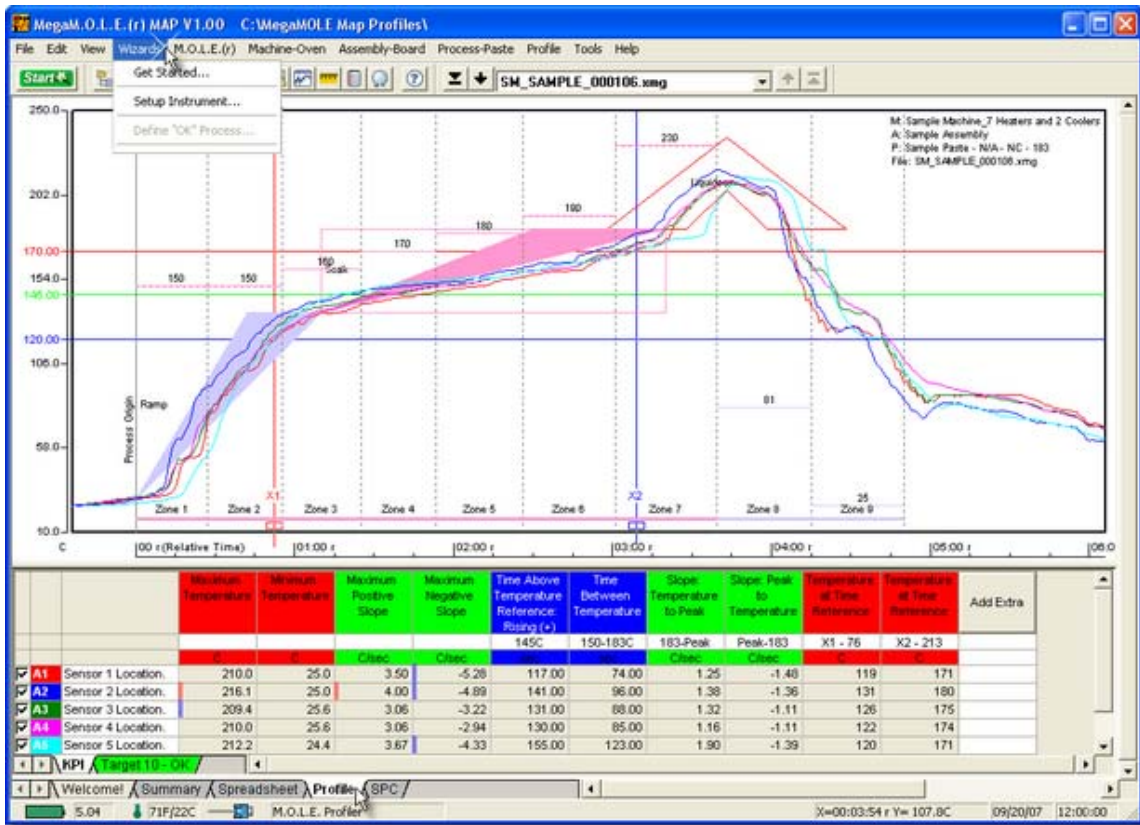 MegaM.O.L.E.(r) MAP V1.00 C:\MegaMOLE Map Profiles\
File Edit View Wizards M.O.L.E.(r) Machine-Oven Assembly-Board Process-Paste Profile Tools Help
Start SM_SAMPLE_000106.xmg
Get Started...
Setup Instrument...
Define "OK" Process...
M: Sample Machine_7 Heaters and 2 Coolers
A: Sample Assembly
P: Sample Paste - N/A - NC - 183
File: SM_SAMPLE_000106.xmg
250.0
230
202.0
Liquidus
190
180
170.00
170
160
Soak
154.0
150 150
145.00
120.00
106.0
81
Ramp
Process Origin
58.0
X1 X2
25
Zone 1 Zone 2 Zone 3 Zone 4 Zone 5 Zone 6 Zone 7 Zone 8 Zone 9
10.0
C 00 r(Relative Time) 01:00 r 02:00 r 03:00 r 04:00 r 05:00 r 06:0
Maximum Temperature Minimum Temperature Maximum Positive Slope Maximum Negative Slope Time Above Temperature Reference: Rising (+) Time Between Temperature Slope: Temperature to Peak Slope: Peak to Temperature Temperature at Time Reference Temperature at Time Reference Add Extra
145C 150-183C 183-Peak Peak-183 X1 - 76 X2 - 213
C C C/sec C/sec C/sec C/sec C C
A1 Sensor 1 Location. 210.0 25.0 3.50 -5.28 117.00 74.00 1.25 -1.48 119 171
A2 Sensor 2 Location. 216.1 25.0 4.00 -4.89 141.00 96.00 1.38 -1.36 131 180
A3 Sensor 3 Location. 209.4 25.6 3.06 -3.22 131.00 88.00 1.32 -1.11 126 175
A4 Sensor 4 Location. 210.0 25.6 3.06 -2.94 130.00 85.00 1.16 -1.11 122 174
A5 Sensor 5 Location. 212.2 24.4 3.67 -4.33 155.00 123.00 1.90 -1.39 120 171
KPI Target 10 - OK
Welcome! Summary Spreadsheet Profile SPC
5.04 71F/22C M.O.L.E. Profiler X=00:03:54 r Y= 107.8C 09/20/07 12:00:00